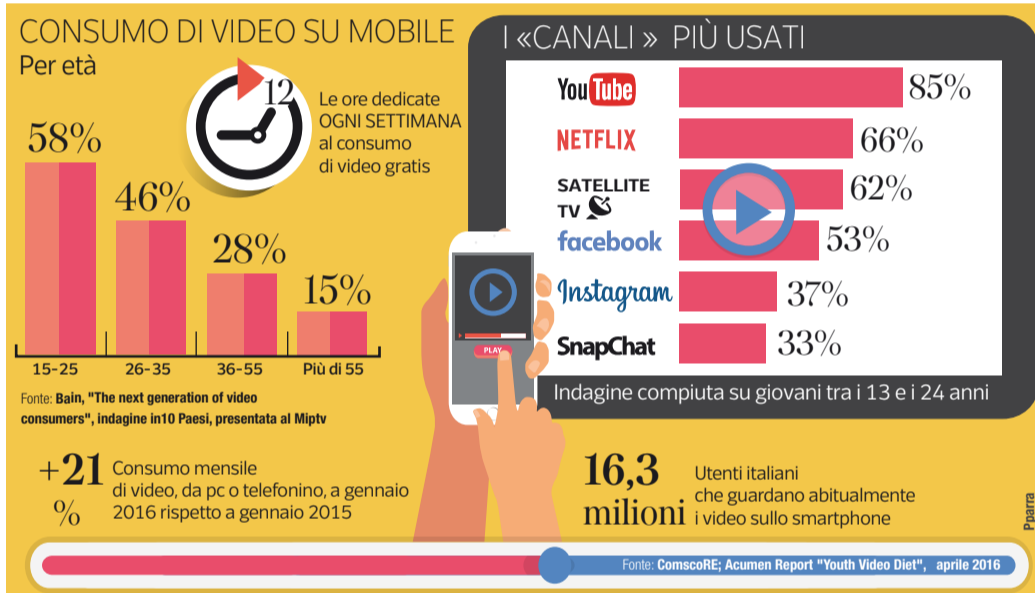 CONSUMO DI VIDEO SU MOBILE
Per età
58%
46%
28%
15%
15-25
26-35
36-55
Più di 55
12
Le ore dedicate
OGNI SETTIMANA
al consumo
di video gratis
Fonte: Bain, "The next generation of video
consumers", indagine in10 Paesi, presentata al Miptv
I «CANALI » PIÙ USATI
YouTube
85%
NETFLIX
66%
SATELLITE
TV
62%
facebook
53%
Instagram
37%
SnapChat
33%
PLAY
Indagine compiuta su giovani tra i 13 e i 24 anni
+21
%
Consumo mensile
di video, da pc o telefonino, a gennaio
2016 rispetto a gennaio 2015
16,3
milioni
Utenti italiani
che guardano abitualmente
i video sullo smartphone
Pparra
Fonte: ComscoRE; Acumen Report "Youth Video Diet", aprile 2016